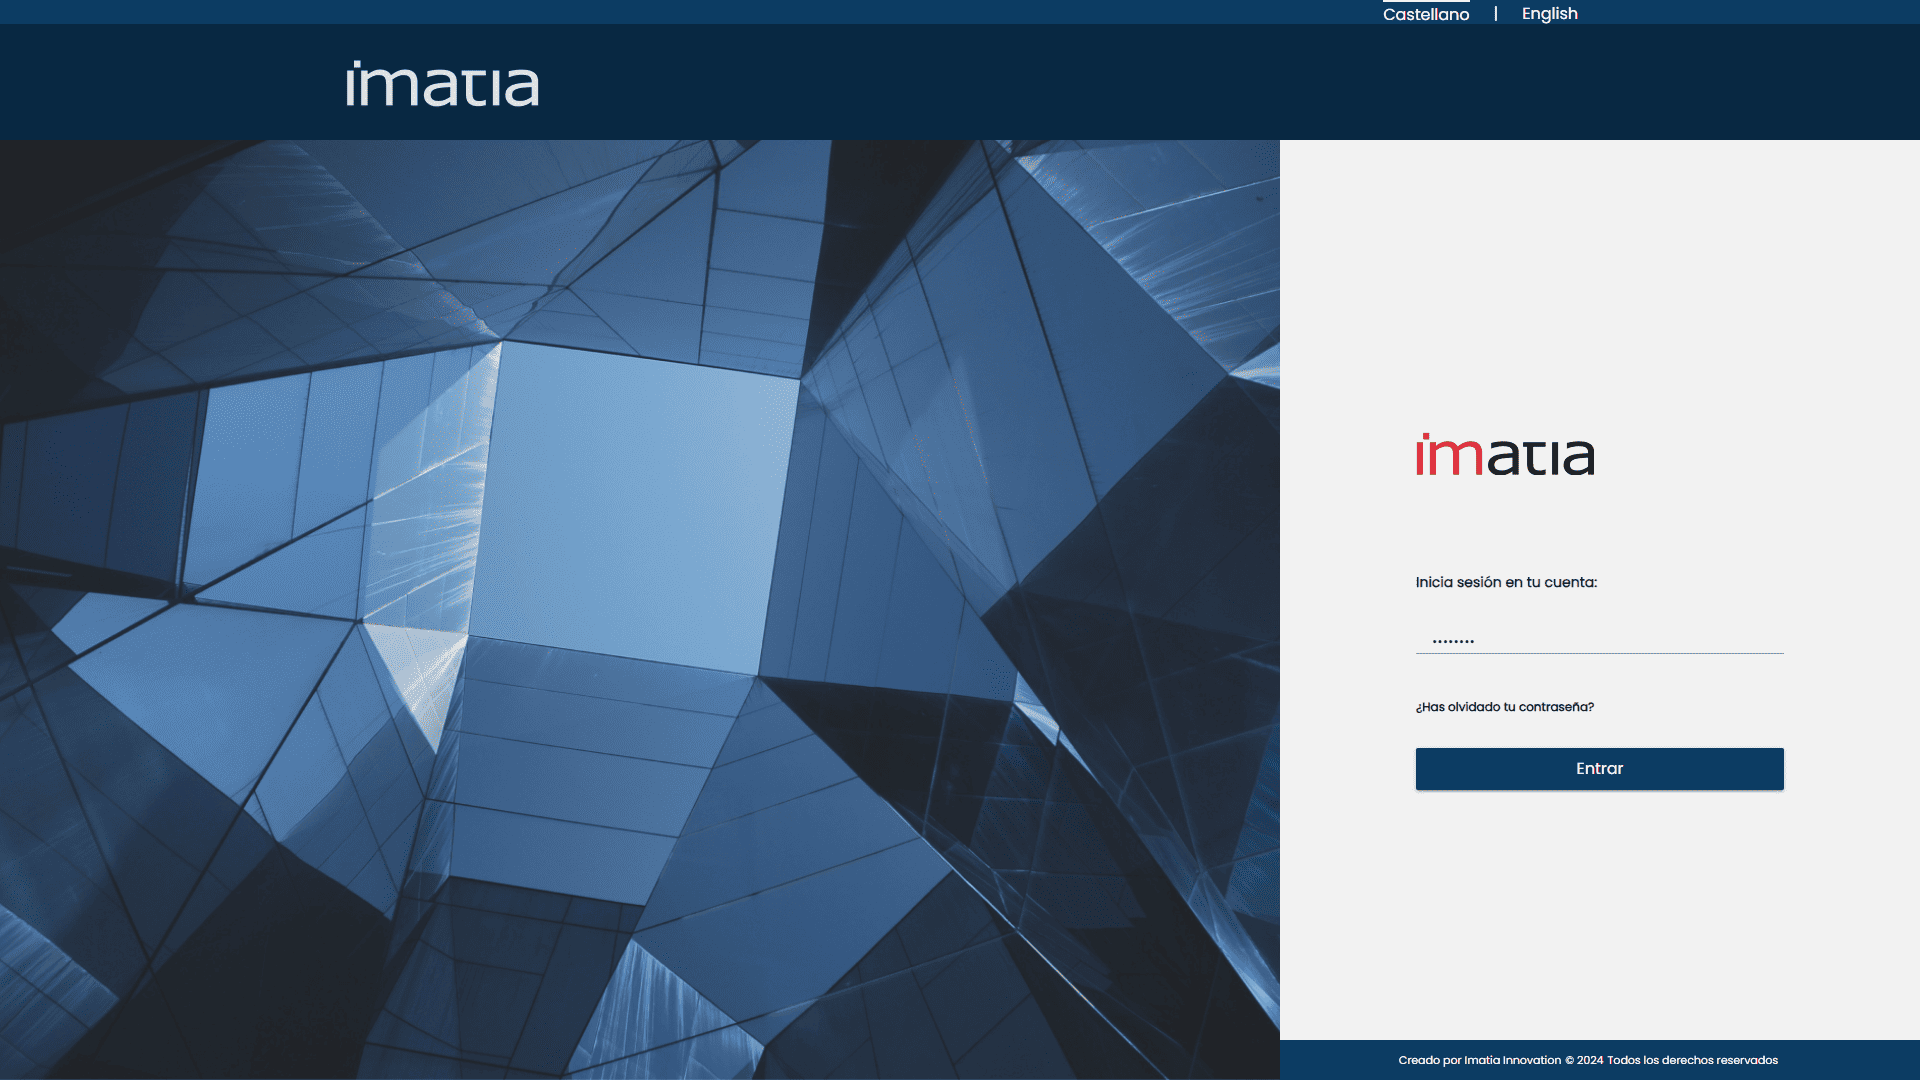 Castellano | English
imatia
imatia
Inicia sesión en tu cuenta:
••••••••
¿Has olvidado tu contraseña?
Entrar
Creado por Imatia Innovation © 2024 Todos los derechos reservados